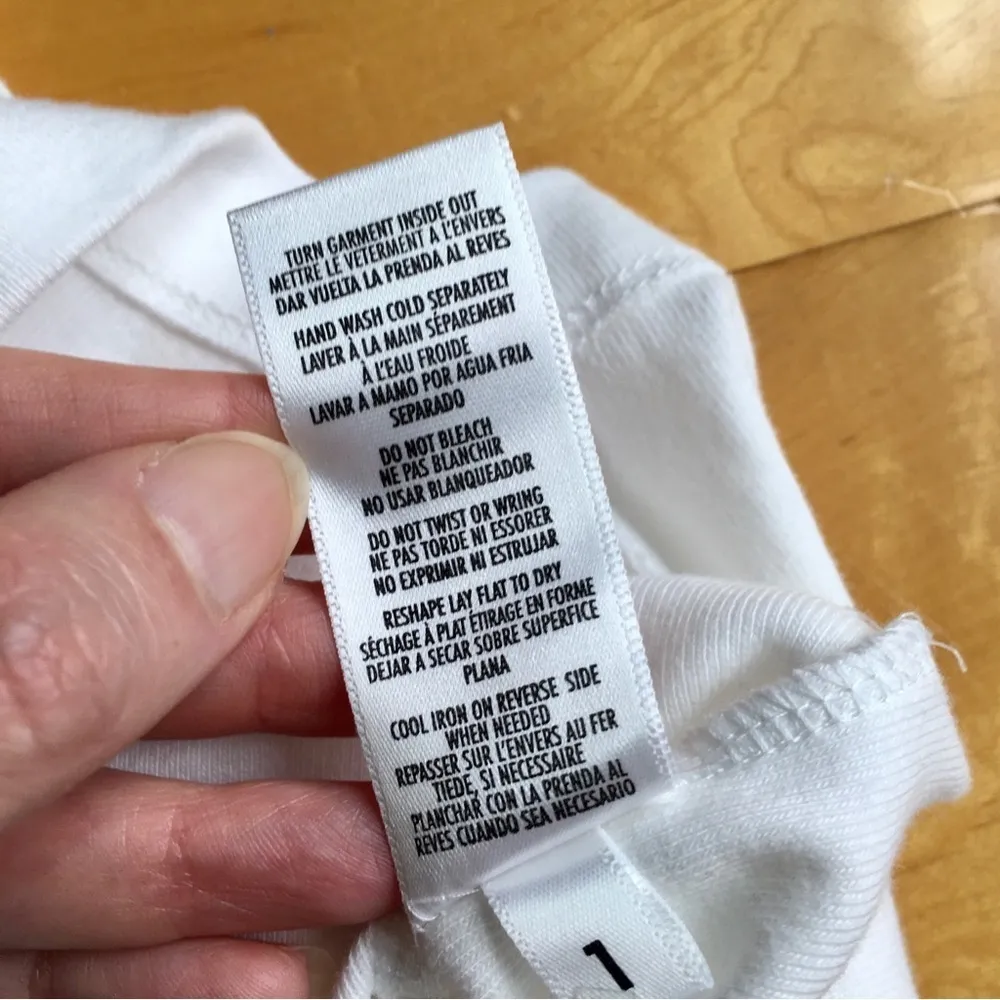 TURN GARMENT INSIDE OUT
METTRE LE VETERMENT A L'ENVERS
DAR VUELTA LA PRENDA AL REVES
HAND WASH COLD SEPARATELY
LAVER À LA MAIN SÉPAREMENT
À L'EAU FROIDE
LAVAR A MAMO POR AGUA FRIA
SEPARADO
DO NOT BLEACH
NE PAS BLANCHIR
NO USAR BLANQUEADOR
DO NOT TWIST OR WRING
NE PAS TORDE NI ESSORER
NO EXPRIMIR NI ESTRUJAR
RESHAPE LAY FLAT TO DRY
SÉCHAGE À PLAT ÉTIRAGE EN FORME
DEJAR A SECAR SOBRE SUPERFICE
PLANA
COOL IRON ON REVERSE SIDE
WHEN NEEDED
REPASSER SUR L'ENVERS AU FER
TIEDE, SI NECESSAIRE
PLANCHAR CON LA PRENDA AL
REVES CUANDO SEA NECESARIO
1